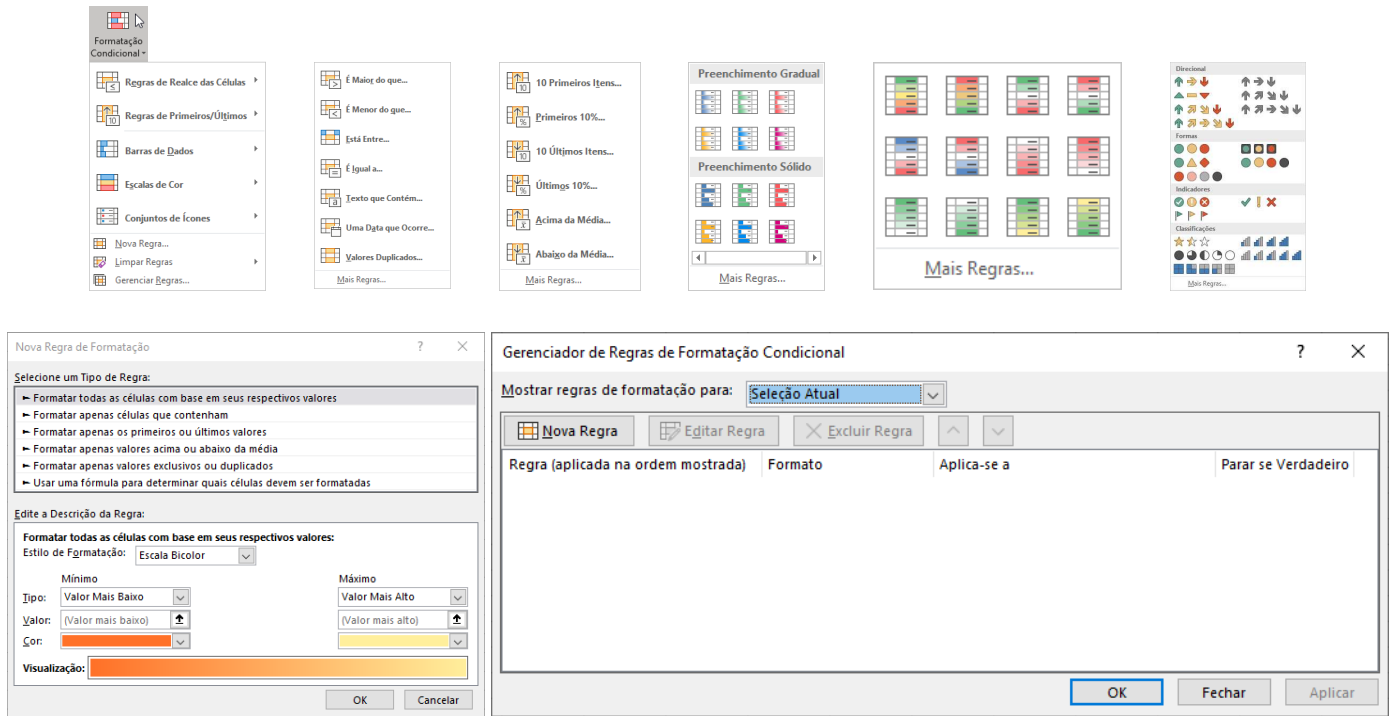 Formatação
Condicional
Regras de Realce das Células
Regras de Primeiros/Últimos
Barras de Dados
Escalas de Cor
Conjuntos de Ícones
Nova Regra...
Limpar Regras
Gerenciar Regras...
É Maior do que...
É Menor do que...
Está Entre...
É Igual a...
Texto que Contém...
Uma Data que Ocorre...
Valores Duplicados...
Mais Regras...
10 Primeiros Itens...
Primeiros 10%...
10 Últimos Itens...
Últimos 10%...
Acima da Média...
Abaixo da Média...
Mais Regras...
Preenchimento Gradual
Preenchimento Sólido
Mais Regras...
Mais Regras...
Direcional
Formas
Indicadores
Classificações
Mais Regras...
Nova Regra de Formatação
Selecione um Tipo de Regra:
► Formatar todas as células com base em seus respectivos valores
► Formatar apenas células que contenham
► Formatar apenas os primeiros ou últimos valores
► Formatar apenas valores acima ou abaixo da média
► Formatar apenas valores exclusivos ou duplicados
► Usar uma fórmula para determinar quais células devem ser formatadas
Edite a Descrição da Regra:
Formatar todas as células com base em seus respectivos valores:
Estilo de Formatação: Escala Bicolor
Mínimo Máximo
Tipo: Valor Mais Baixo Valor Mais Alto
Valor: (Valor mais baixo) (Valor mais alto)
Cor:
Visualização:
OK Cancelar
Gerenciador de Regras de Formatação Condicional ?
Mostrar regras de formatação para: Seleção Atual
Nova Regra Editar Regra Excluir Regra
Regra (aplicada na ordem mostrada) Formato Aplica-se a Parar se Verdadeiro
OK Fechar Aplicar